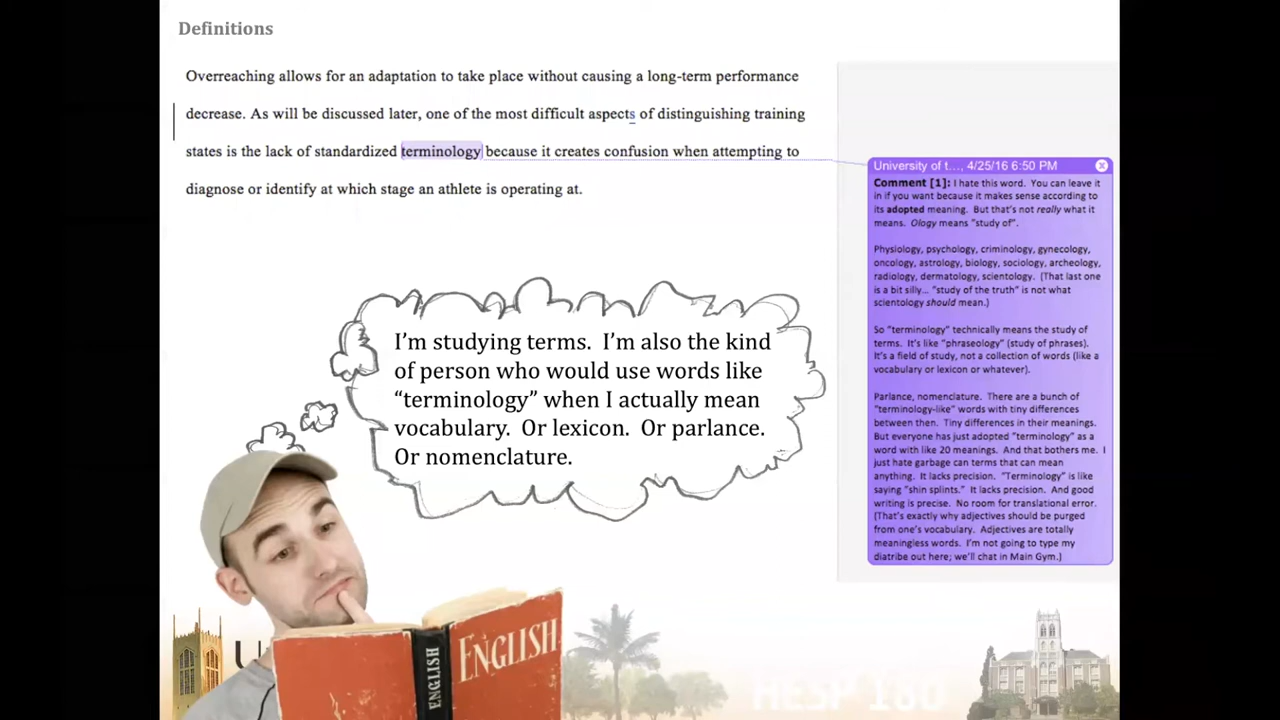 Definitions
Overreaching allows for an adaptation to take place without causing a long-term performance
decrease. As will be discussed later, one of the most difficult aspects of distinguishing training
states is the lack of standardized terminology because it creates confusion when attempting to
diagnose or identify at which stage an athlete is operating at.
University of t..., 4/25/16 6:50 PM
Comment [1]: I hate this word. You can leave it
in if you want because it makes sense according to
its adopted meaning. But that's not really what it
means. Ology means "study of".
Physiology, psychology, criminology, gynecology,
oncology, astrology, biology, sociology, archeology,
radiology, dermatology, scientology. (That last one
is a bit silly... "study of the truth" is not what
scientology should mean.)
So "terminology" technically means the study of
terms. It's like "phraseology" (study of phrases).
It's a field of study, not a collection of words (like a
vocabulary or lexicon or whatever).
Parlance, nomenclature. There are a bunch of
"terminology-like" words with tiny differences
between then. Tiny differences in their meanings.
But everyone has just adopted "terminology" as a
word with like 20 meanings. And that bothers me. I
just hate garbage can terms that can mean
anything. It lacks precision. "Terminology" is like
saying "shin splints." It lacks precision. And good
writing is precise. No room for translational error.
(That's exactly why adjectives should be purged
from one's vocabulary. Adjectives are totally
meaningless words. I'm not going to type my
diatribe out here; we'll chat in Main Gym.)
I'm studying terms. I'm also the kind
of person who would use words like
"terminology" when I actually mean
vocabulary. Or lexicon. Or parlance.
Or nomenclature.
ENGLISH
ENGLISH
HESP 180